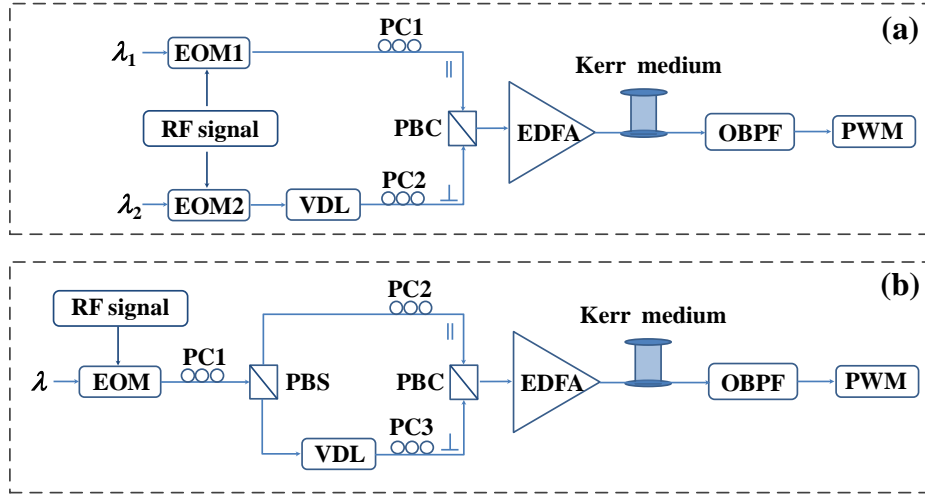 (a)
λ1 EOM1 PC1 ||
Kerr medium
RF signal PBC EDFA OBPF PWM
λ2 EOM2 VDL PC2 ⊥
(b)
RF signal PC2 ||
Kerr medium
λ EOM PC1 PBS PBC EDFA OBPF PWM
VDL PC3 ⊥